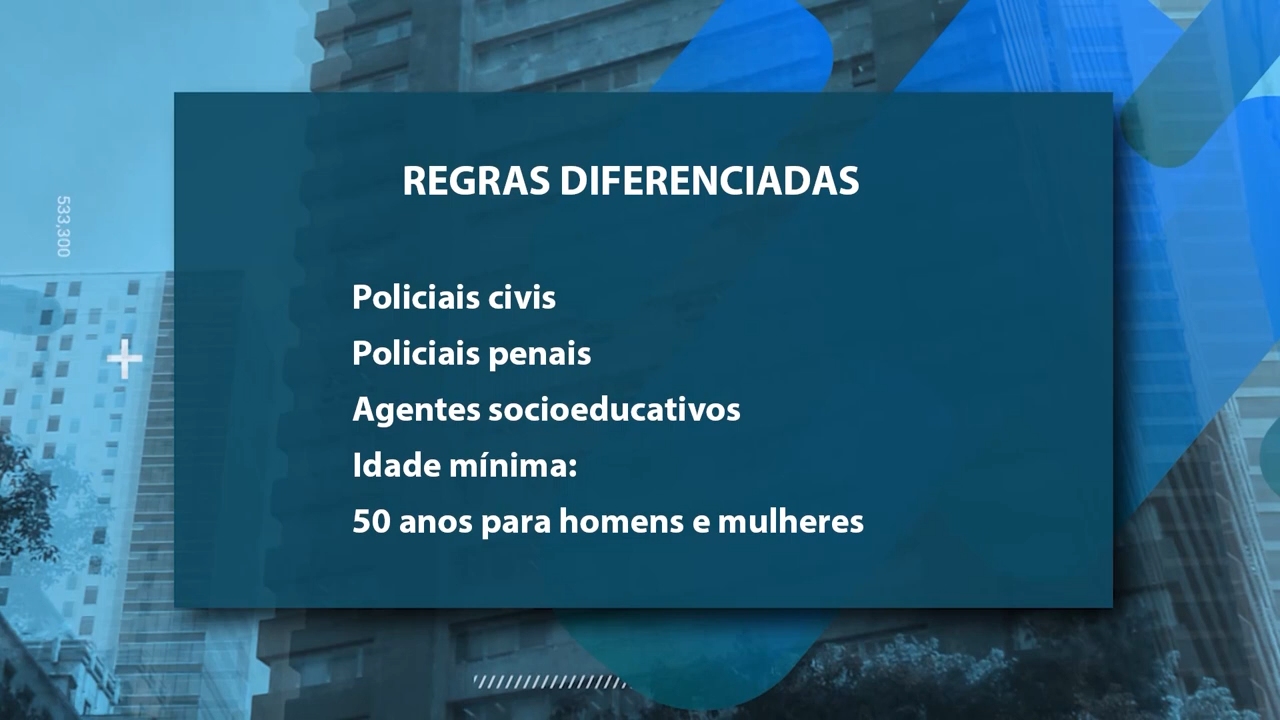 REGRAS DIFERENCIADAS
533,300
Policiais civis
Policiais penais
Agentes socioeducativos
Idade mínima:
50 anos para homens e mulheres